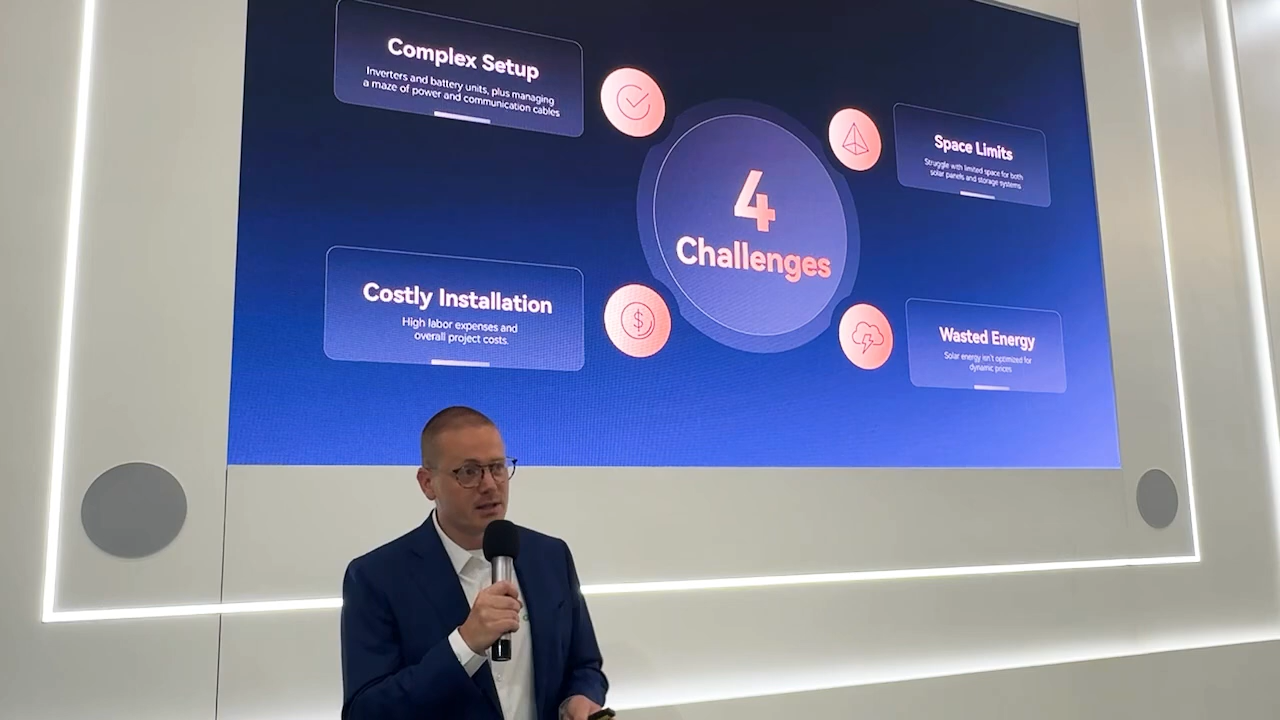 Complex Setup
Inverters and battery units, plus managing
a maze of power and communication cables
Space Limits
Struggle with limited space for both
solar panels and storage systems
4
Challenges
Costly Installation
High labor expenses and
overall project costs.
$
Wasted Energy
Solar energy isn't optimized for
dynamic prices